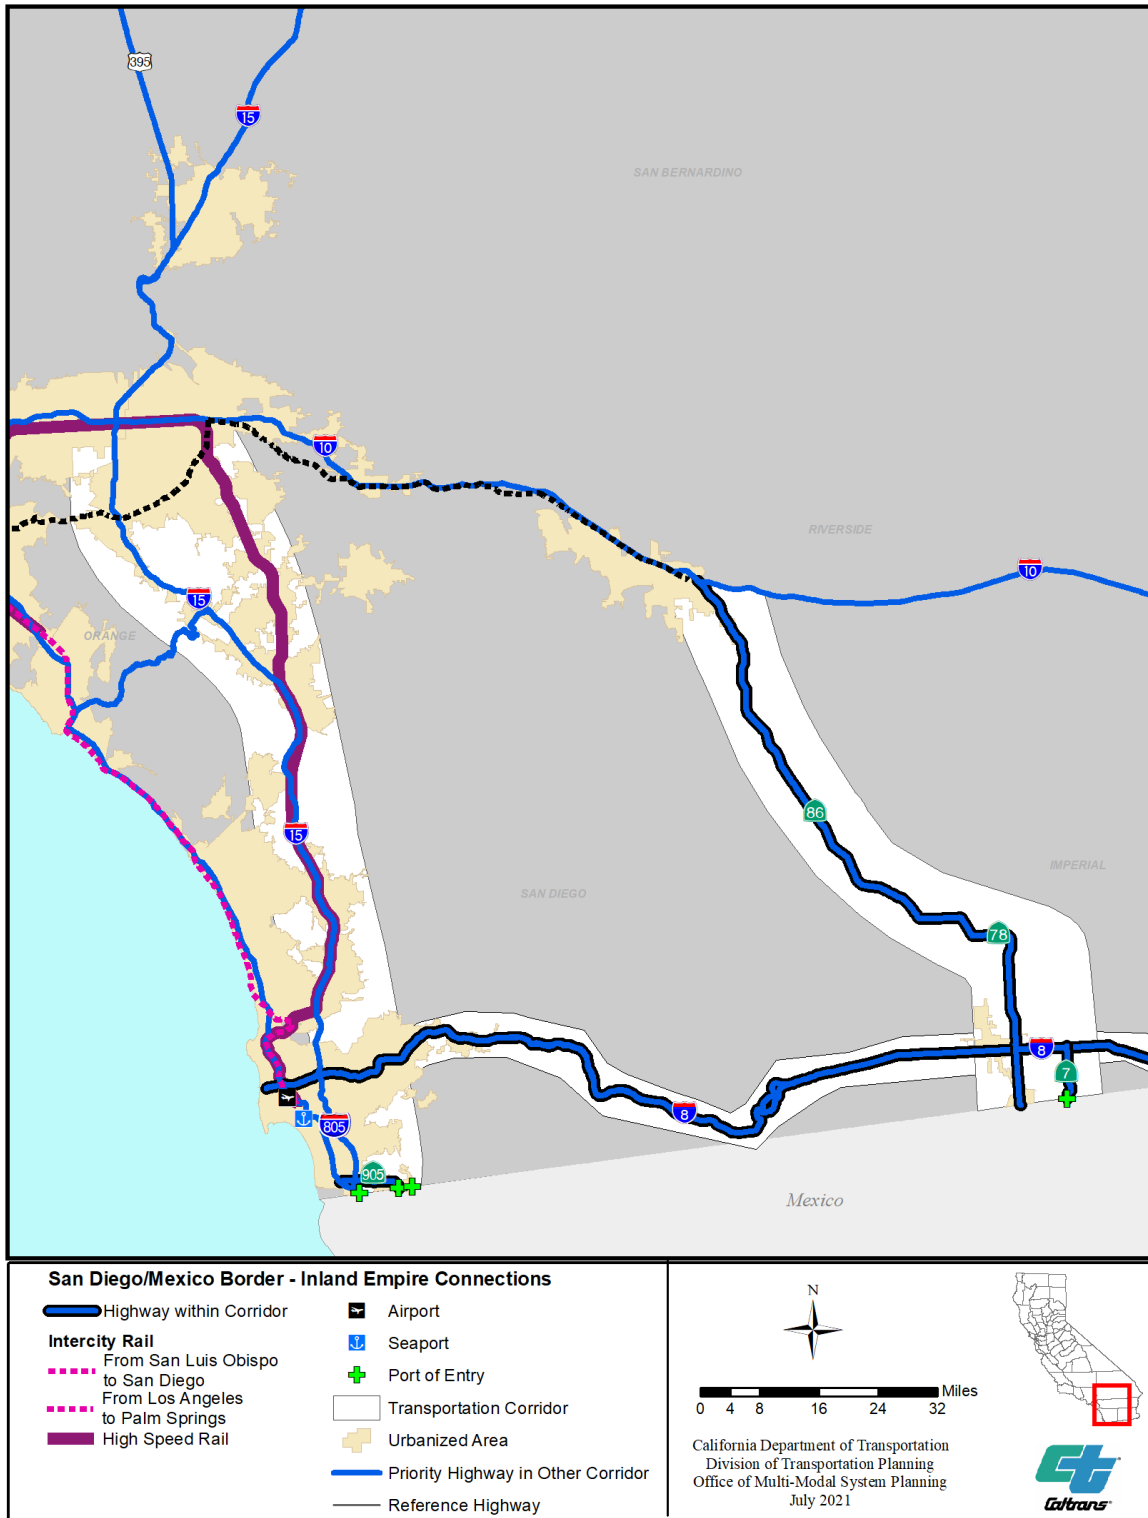 395
15
SAN BERNARDINO
10
RIVERSIDE
10
15
ORANGE
86
15
IMPERIAL
SAN DIEGO
78
8
7
8
805
905
Mexico
San Diego/Mexico Border - Inland Empire Connections
Highway within Corridor
Intercity Rail
From San Luis Obispo
to San Diego
From Los Angeles
to Palm Springs
High Speed Rail
Airport
Seaport
Port of Entry
Transportation Corridor
Urbanized Area
Priority Highway in Other Corridor
Reference Highway
N
Miles
0 4 8 16 24 32
California Department of Transportation
Division of Transportation Planning
Office of Multi-Modal System Planning
July 2021
Caltrans